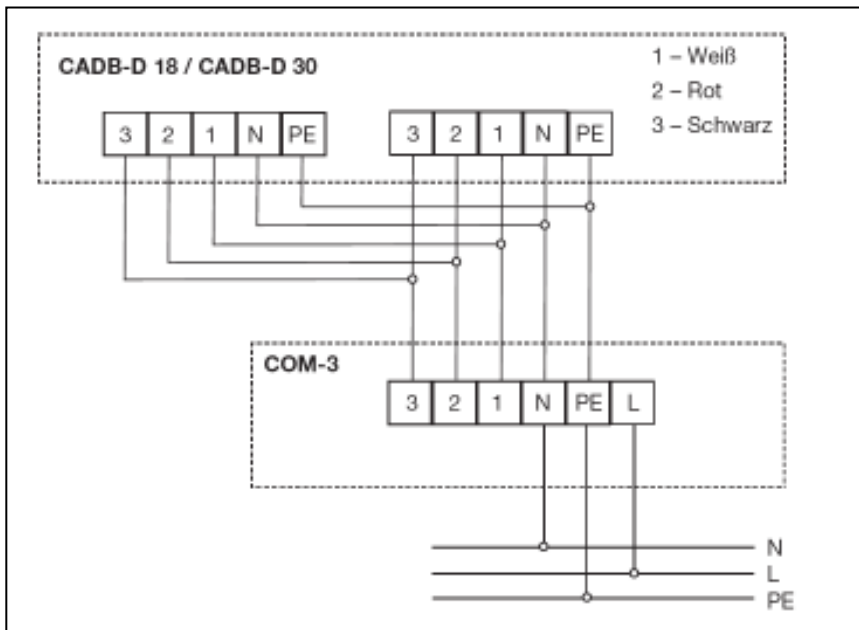 CADB-D 18 / CADB-D 30
1 – Weiß
2 – Rot
3 – Schwarz
3 2 1 N PE
3 2 1 N PE
COM-3
3 2 1 N PE L
N
L
PE